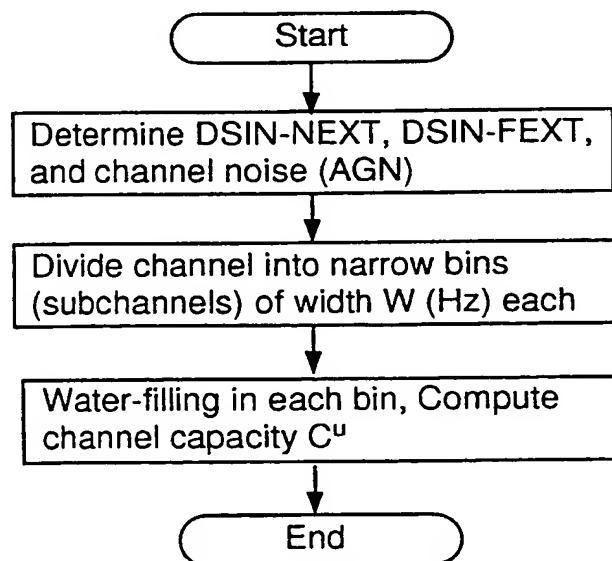 Start
Determine DSIN-NEXT, DSIN-FEXT,
and channel noise (AGN)
Divide channel into narrow bins
(subchannels) of width W (Hz) each
Water-filling in each bin, Compute
channel capacity Cᵘ
End